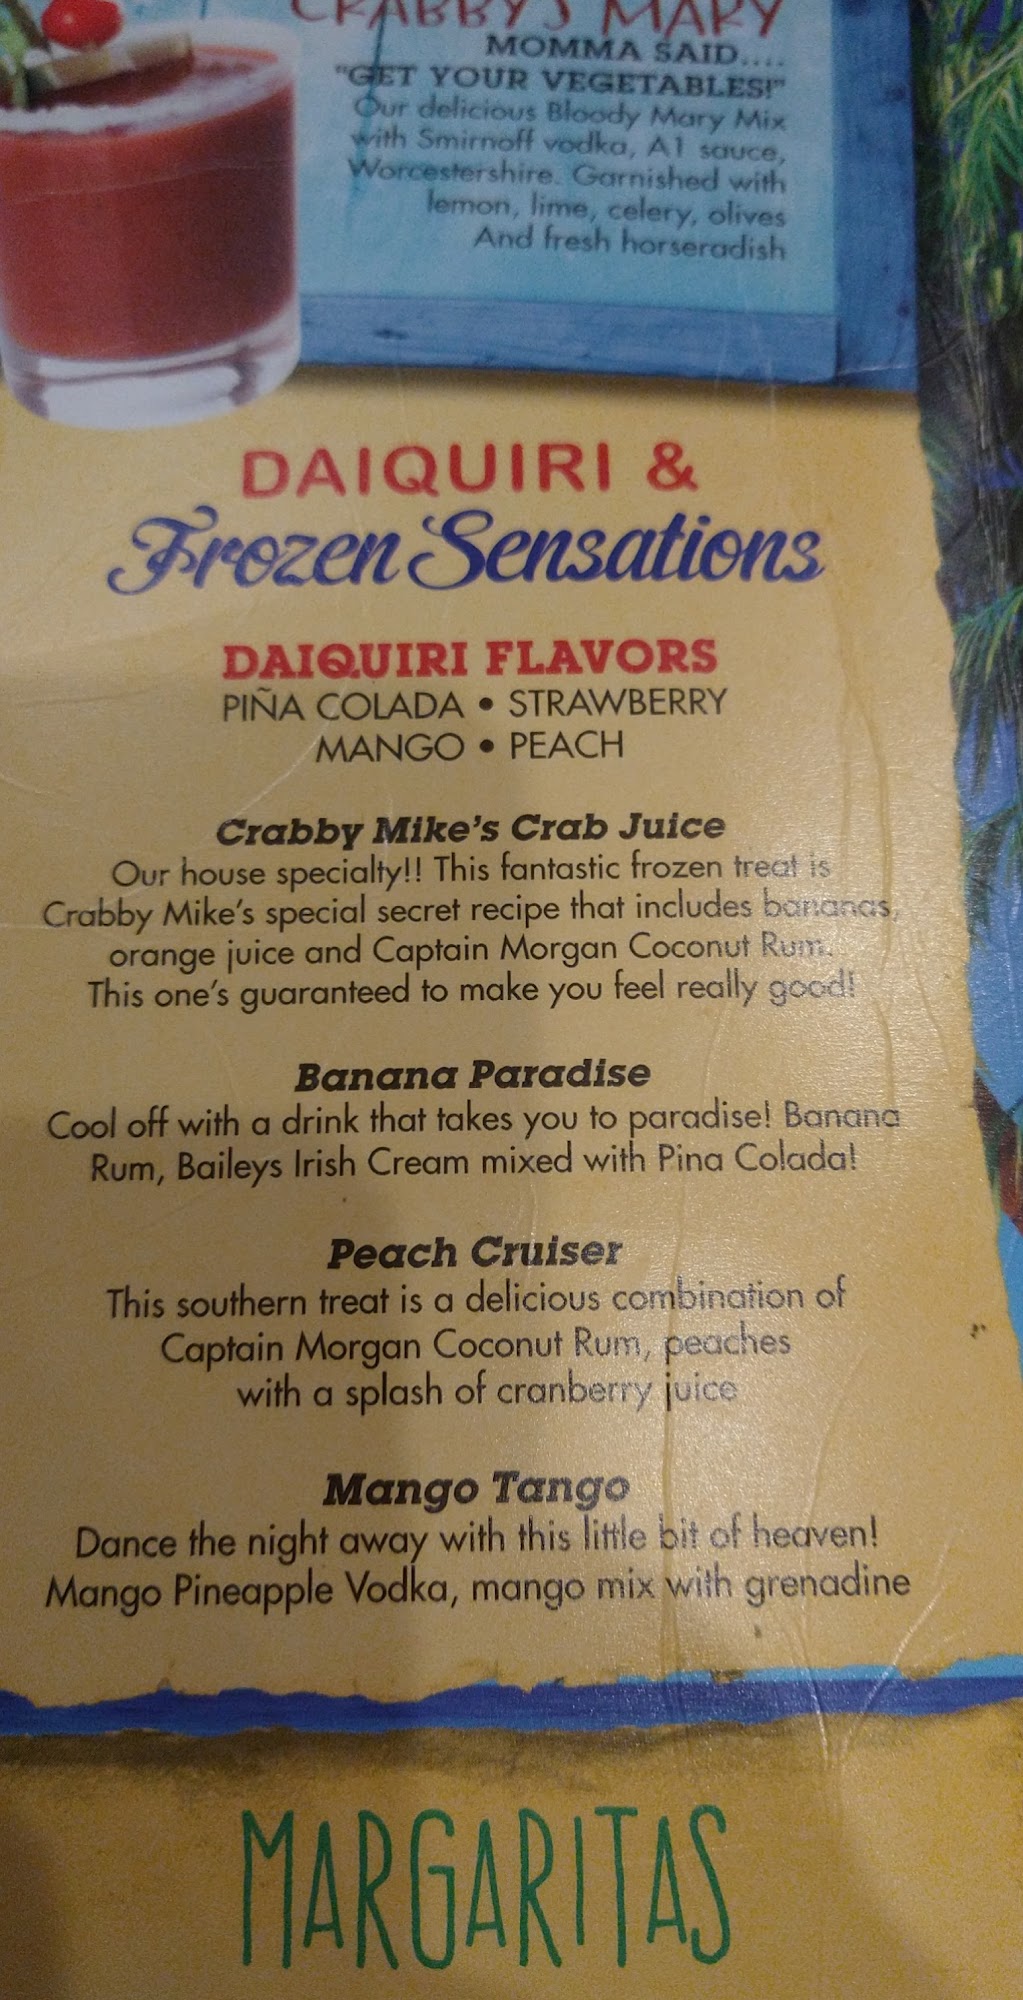 CRABBY'S MARY
MOMMA SAID....
"GET YOUR VEGETABLES!"
Our delicious Bloody Mary Mix
with Smirnoff vodka, A1 sauce,
Worcestershire. Garnished with
lemon, lime, celery, olives
And fresh horseradish
DAIQUIRI &
Frozen Sensations
DAIQUIRI FLAVORS
PIÑA COLADA • STRAWBERRY
MANGO • PEACH
Crabby Mike's Crab Juice
Our house specialty!! This fantastic frozen treat is
Crabby Mike's special secret recipe that includes bananas,
orange juice and Captain Morgan Coconut Rum.
This one's guaranteed to make you feel really good!
Banana Paradise
Cool off with a drink that takes you to paradise! Banana
Rum, Baileys Irish Cream mixed with Pina Colada!
Peach Cruiser
This southern treat is a delicious combination of
Captain Morgan Coconut Rum, peaches
with a splash of cranberry juice
Mango Tango
Dance the night away with this little bit of heaven!
Mango Pineapple Vodka, mango mix with grenadine
MARGARITAS